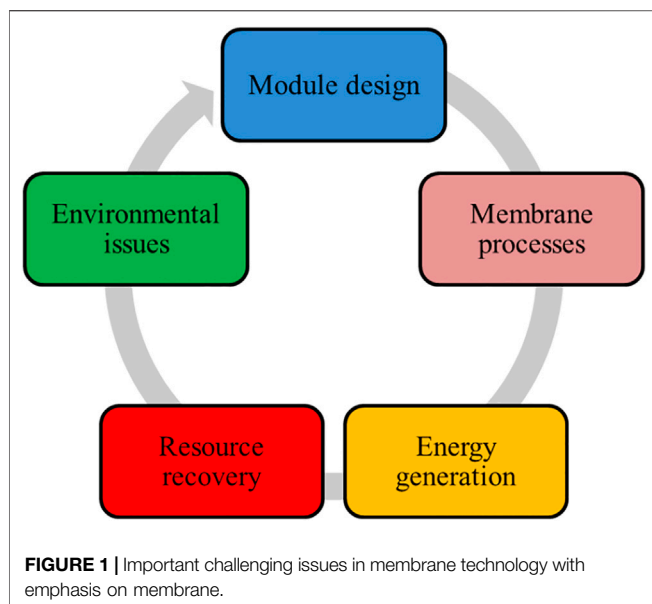 Module design
Membrane
processes
Energy
generation
Resource
recovery
Environmental
issues
FIGURE 1 | Important challenging issues in membrane technology with
emphasis on membrane.